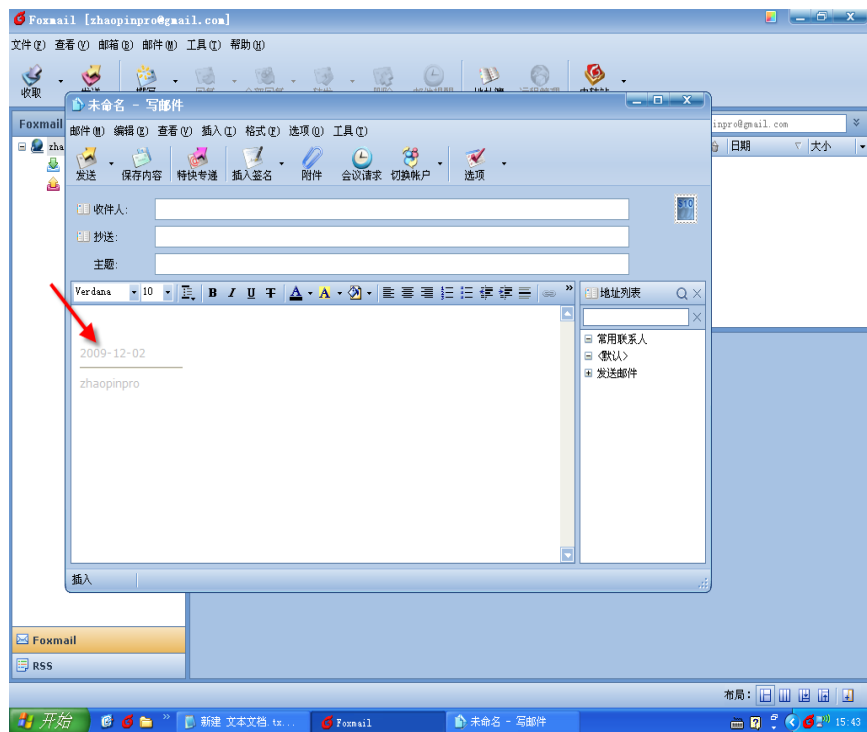 Foxmail [zhaopinpro@gmail.com]
文件(F) 查看(V) 邮箱(B) 邮件(M) 工具(T) 帮助(H)
收取
未命名 - 写邮件
Foxmail
inpro@gmail.com
zha
日期 大小
邮件(M) 编辑(E) 查看(V) 插入(I) 格式(F) 选项(O) 工具(T)
发送 保存内容 特快专递 插入签名 附件 会议请求 切换帐户 选项
收件人:
抄送:
主题:
Verdana 10 B I U T A A »
地址列表
2009-12-02
zhaopinpro
常用联系人
<默认>
发送邮件
插入
Foxmail
RSS
布局:
开始 » 新建 文本文档.tx... Foxmail 未命名 - 写邮件 15:43